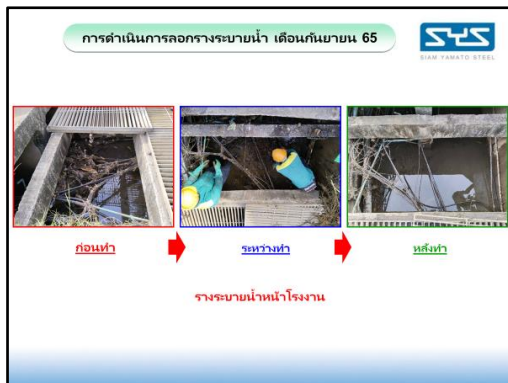 การดำเนินการลอกรางระบายน้ำ เดือนกันยายน 65
SYS
SIAM YAMATO STEEL
ก่อนทำ
ระหว่างทำ
หลังทำ
รางระบายน้ำหน้าโรงงาน